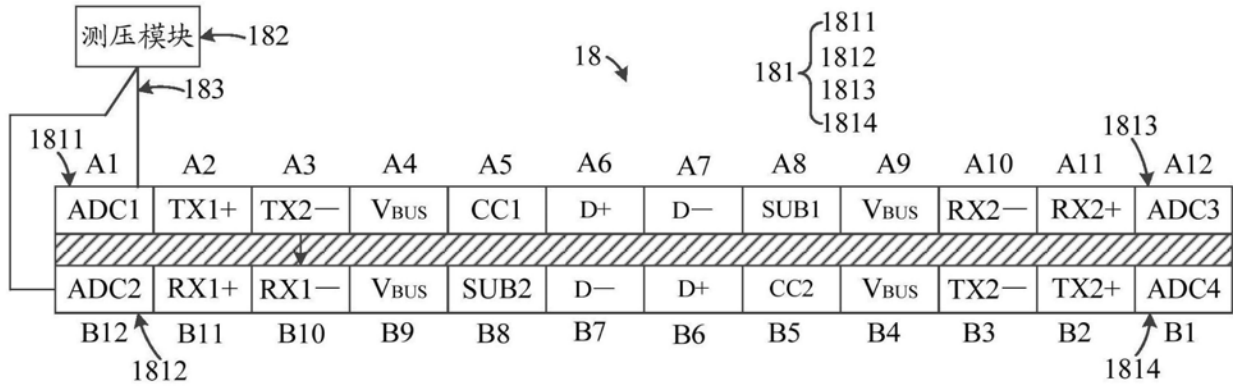 测压模块
182
183
18
181
1811
1812
1813
1814
1811
1813
A1 A2 A3 A4 A5 A6 A7 A8 A9 A10 A11 A12
ADC1 TX1+ TX2— VBUS CC1 D+ D— SUB1 VBUS RX2— RX2+ ADC3
ADC2 RX1+ RX1— VBUS SUB2 D— D+ CC2 VBUS TX2— TX2+ ADC4
B12 B11 B10 B9 B8 B7 B6 B5 B4 B3 B2 B1
1812
1814